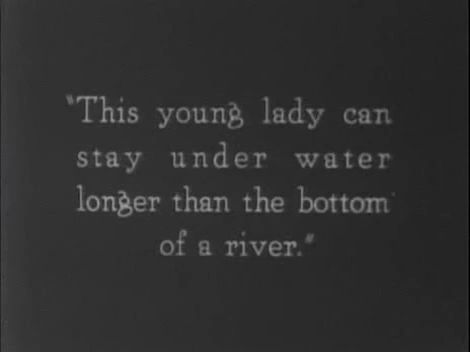 "This young lady can
stay under water
longer than the bottom
of a river."